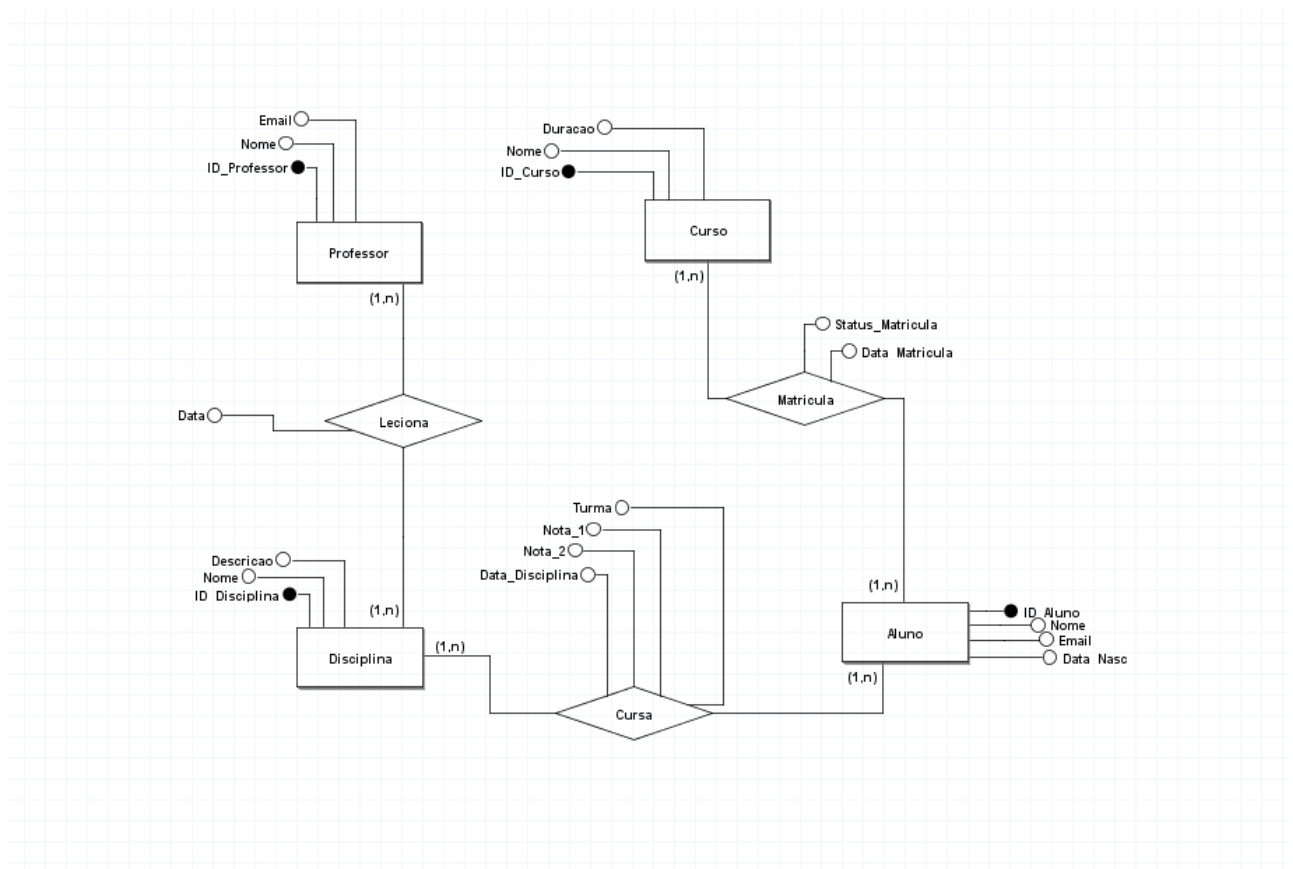 Email
Nome
ID_Professor
Professor
(1,n)
Duracao
Nome
ID_Curso
Curso
(1,n)
Status_Matricula
Data Matricula
Matricula
Data
Leciona
Turma
Nota_1
Nota_2
Data_Disciplina
Descricao
Nome
ID Disciplina
(1,n)
Disciplina
(1,n)
Cursa
(1,n)
Aluno
ID_Aluno
Nome
Email
Data Nasc
(1,n)